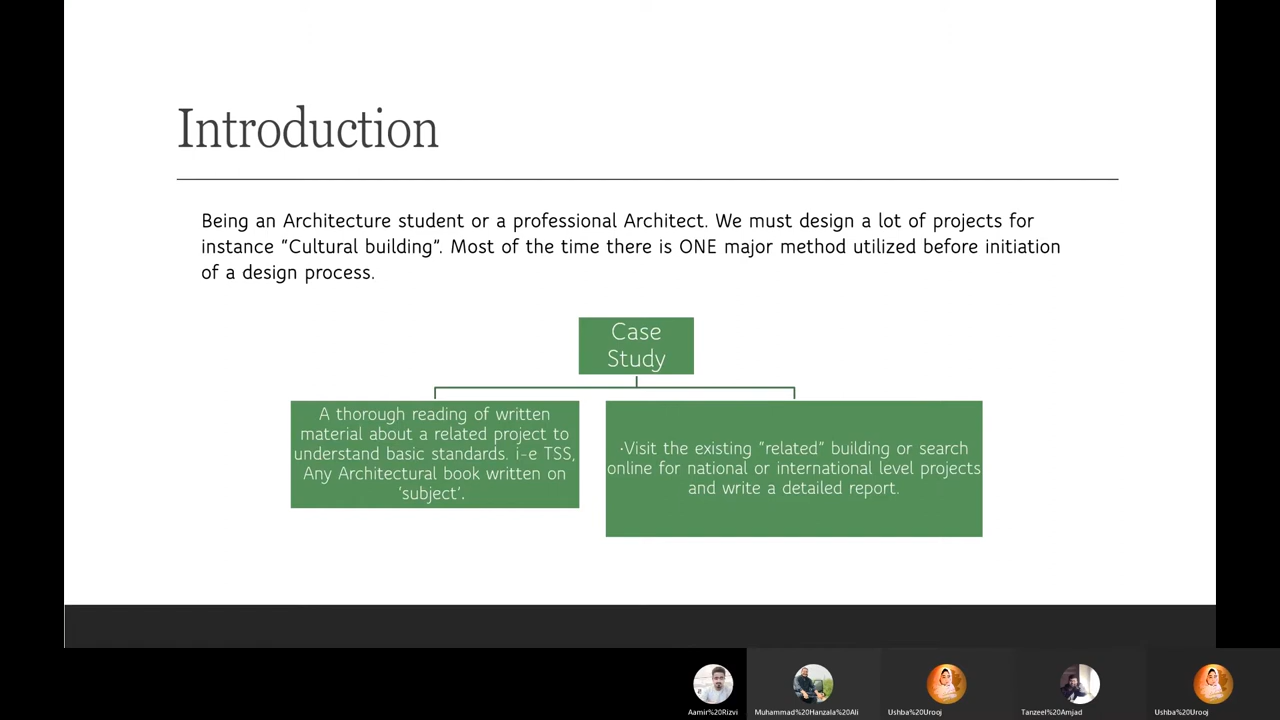 Introduction
Being an Architecture student or a professional Architect. We must design a lot of projects for
instance “Cultural building”. Most of the time there is ONE major method utilized before initiation
of a design process.
Case
Study
A thorough reading of written
material about a related project to
understand basic standards. i-e TSS,
Any Architectural book written on
‘subject’.
·Visit the existing “related” building or search
online for national or international level projects
and write a detailed report.
Aamir%20Rizvi
Muhammad%20Hanzala%20Ali
Ushba%20Urooj
Tanzeel%20Amjad
Ushba%20Urooj